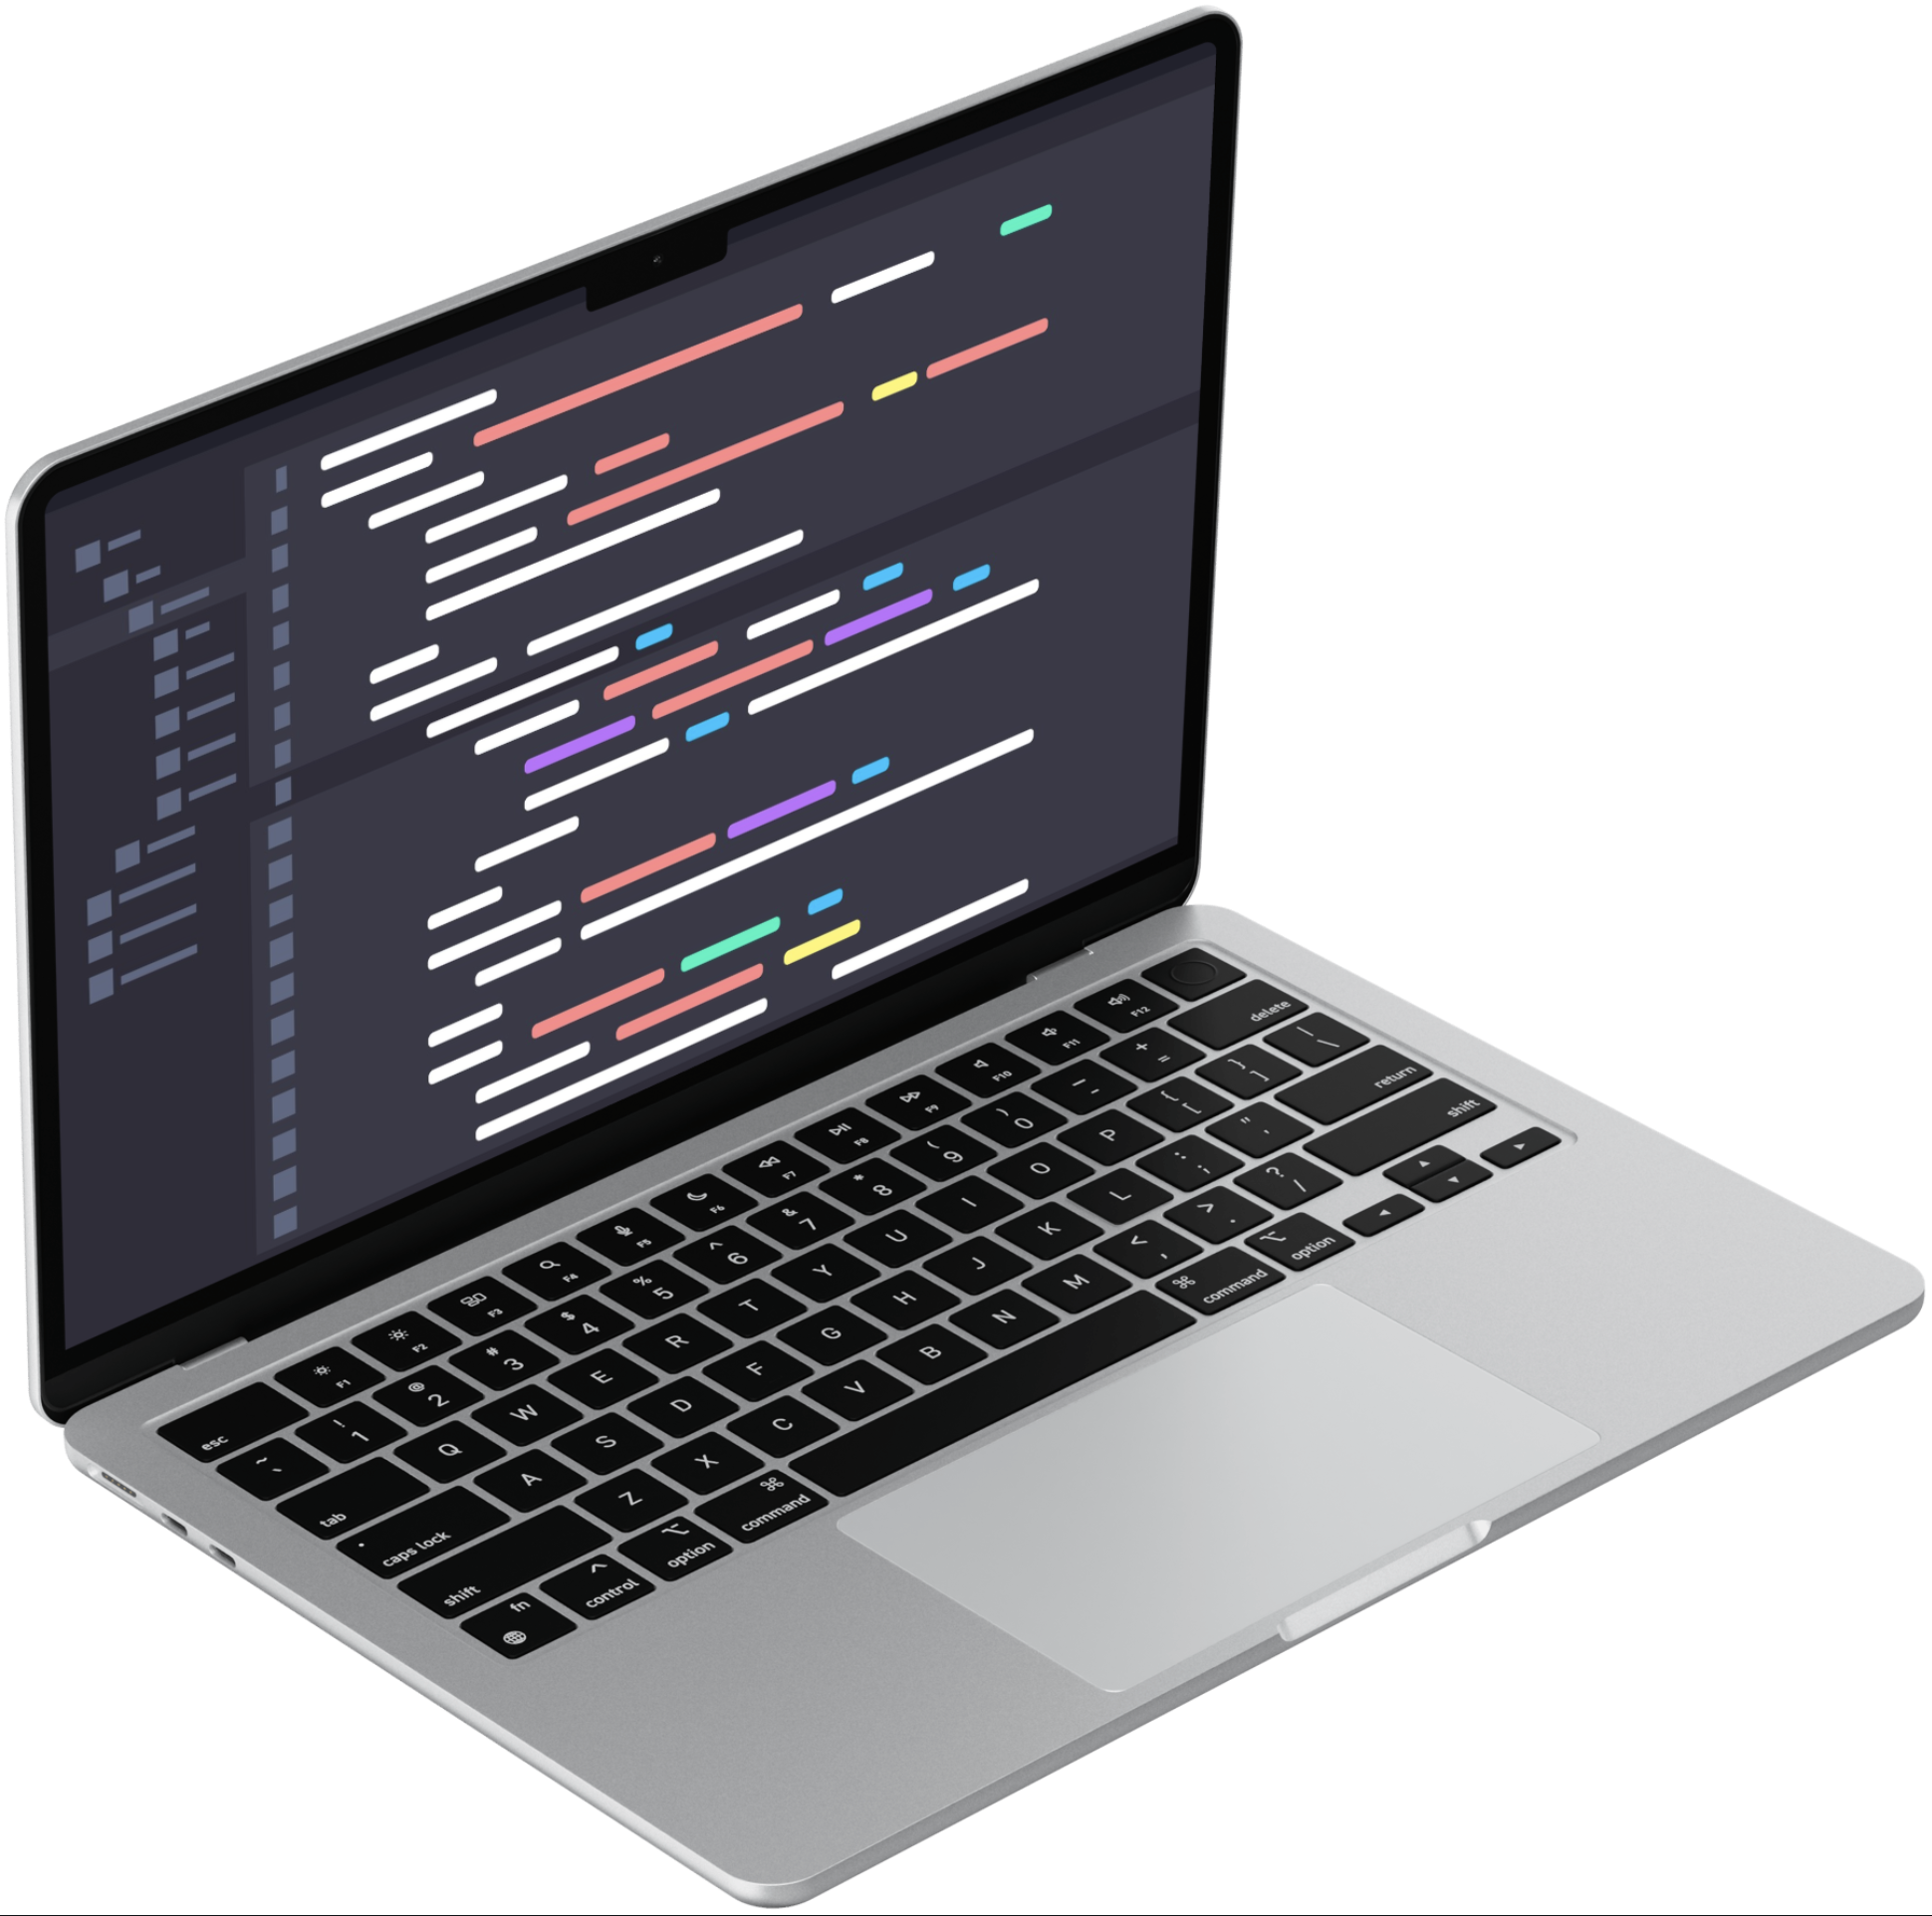 esc F1 F2 F3 F4 F5 F6 F7 F8 F9 F10 F11 F12
~ ` ! 1 @ 2 # 3 $ 4 % 5 ^ 6 & 7 * 8 ( 9 ) 0 — - + = delete
tab Q W E R T Y U I O P { [ } ] | \
caps lock A S D F G H J K L : ; " ' return
shift Z X C V B N M < , > . ? / shift
fn ^ control ⌥ option ⌘ command ⌘ command ⌥ option ◀ ▲ ▼ ▶